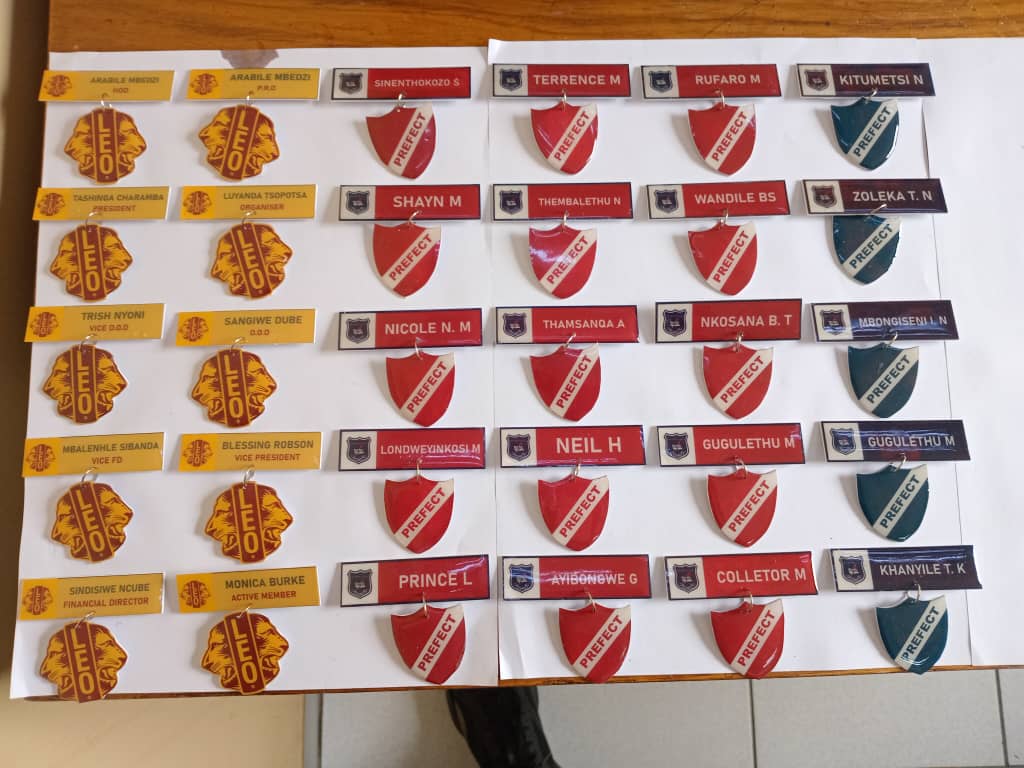 ARABILE MBEDZI
HOD
LEO
ARABILE MBEDZI
P.R.O
LEO
SINENTHOKOZO S
PREFECT
TERRENCE M
PREFECT
RUFARO M
PREFECT
KITUMETSI N
PREFECT
TASHINGA CHARAMBA
PRESIDENT
LEO
LUYANDA TSOPOTSA
ORGANISER
LEO
SHAYN M
PREFECT
THEMBALETHU N
PREFECT
WANDILE BS
PREFECT
ZOLEKA T. N
PREFECT
TRISH NYONI
VICE D.O.D
LEO
SANGIWE DUBE
D.O.D
LEO
NICOLE N. M
PREFECT
THAMSANQA A
PREFECT
NKOSANA B. T
PREFECT
MBONGISENI I. N
PREFECT
MBALENHLE SIBANDA
VICE FD
LEO
BLESSING ROBSON
VICE PRESIDENT
LEO
LONDWEYINKOSI M
PREFECT
NEIL H
PREFECT
GUGULETHU M
PREFECT
GUGULETHU M
PREFECT
SINDISIWE NCUBE
FINANCIAL DIRECTOR
LEO
MONICA BURKE
ACTIVE MEMBER
LEO
PRINCE L
PREFECT
AYIBONGWE G
PREFECT
COLLETOR M
PREFECT
KHANYILE T. K
PREFECT